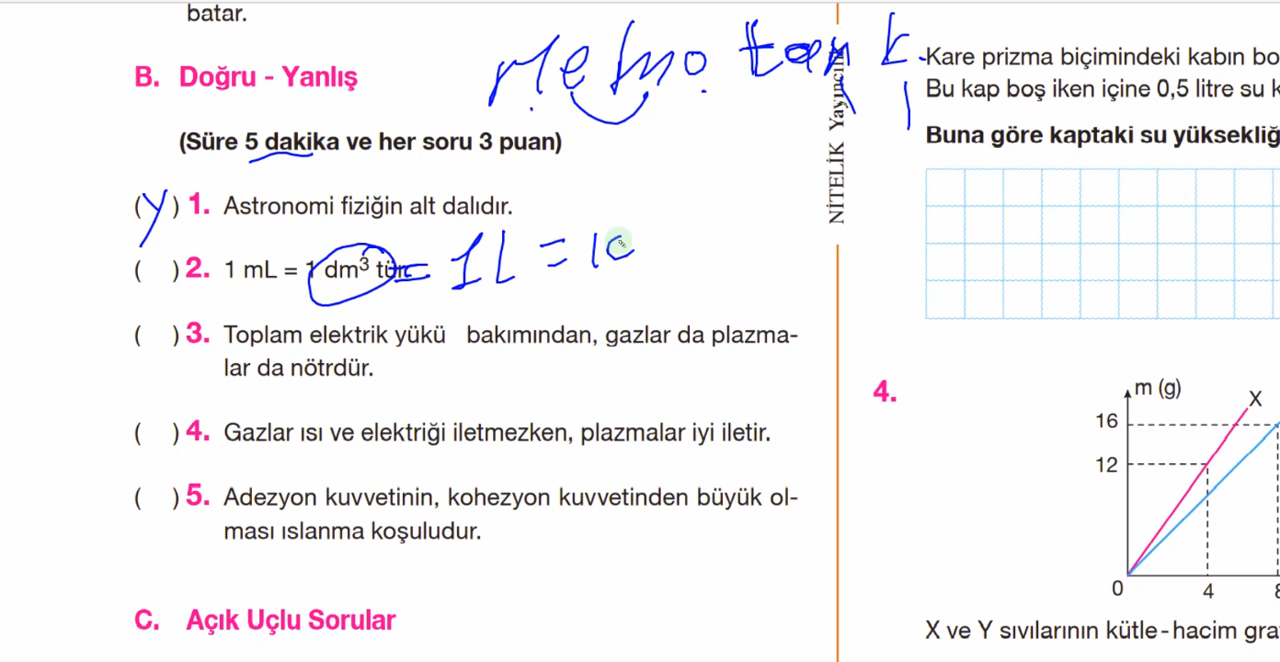 batar.
B. Doğru - Yanlış
(Süre 5 dakika ve her soru 3 puan)
(Y) 1. Astronomi fiziğin alt dalıdır.
( ) 2. 1 mL = 1 dm³ tür. = 1L = 10
( ) 3. Toplam elektrik yükü bakımından, gazlar da plazma-
lar da nötrdür.
( ) 4. Gazlar ısı ve elektriği iletmezken, plazmalar iyi iletir.
( ) 5. Adezyon kuvvetinin, kohezyon kuvvetinden büyük ol-
ması ıslanma koşuludur.
C. Açık Uçlu Sorular
NİTELİK Yayıncılı
Kare prizma biçimindeki kabın bo
Bu kap boş iken içine 0,5 litre su k
Buna göre kaptaki su yüksekliğ
4.
m (g)
X
16
12
0 4 8
X ve Y sıvılarının kütle-hacim gra